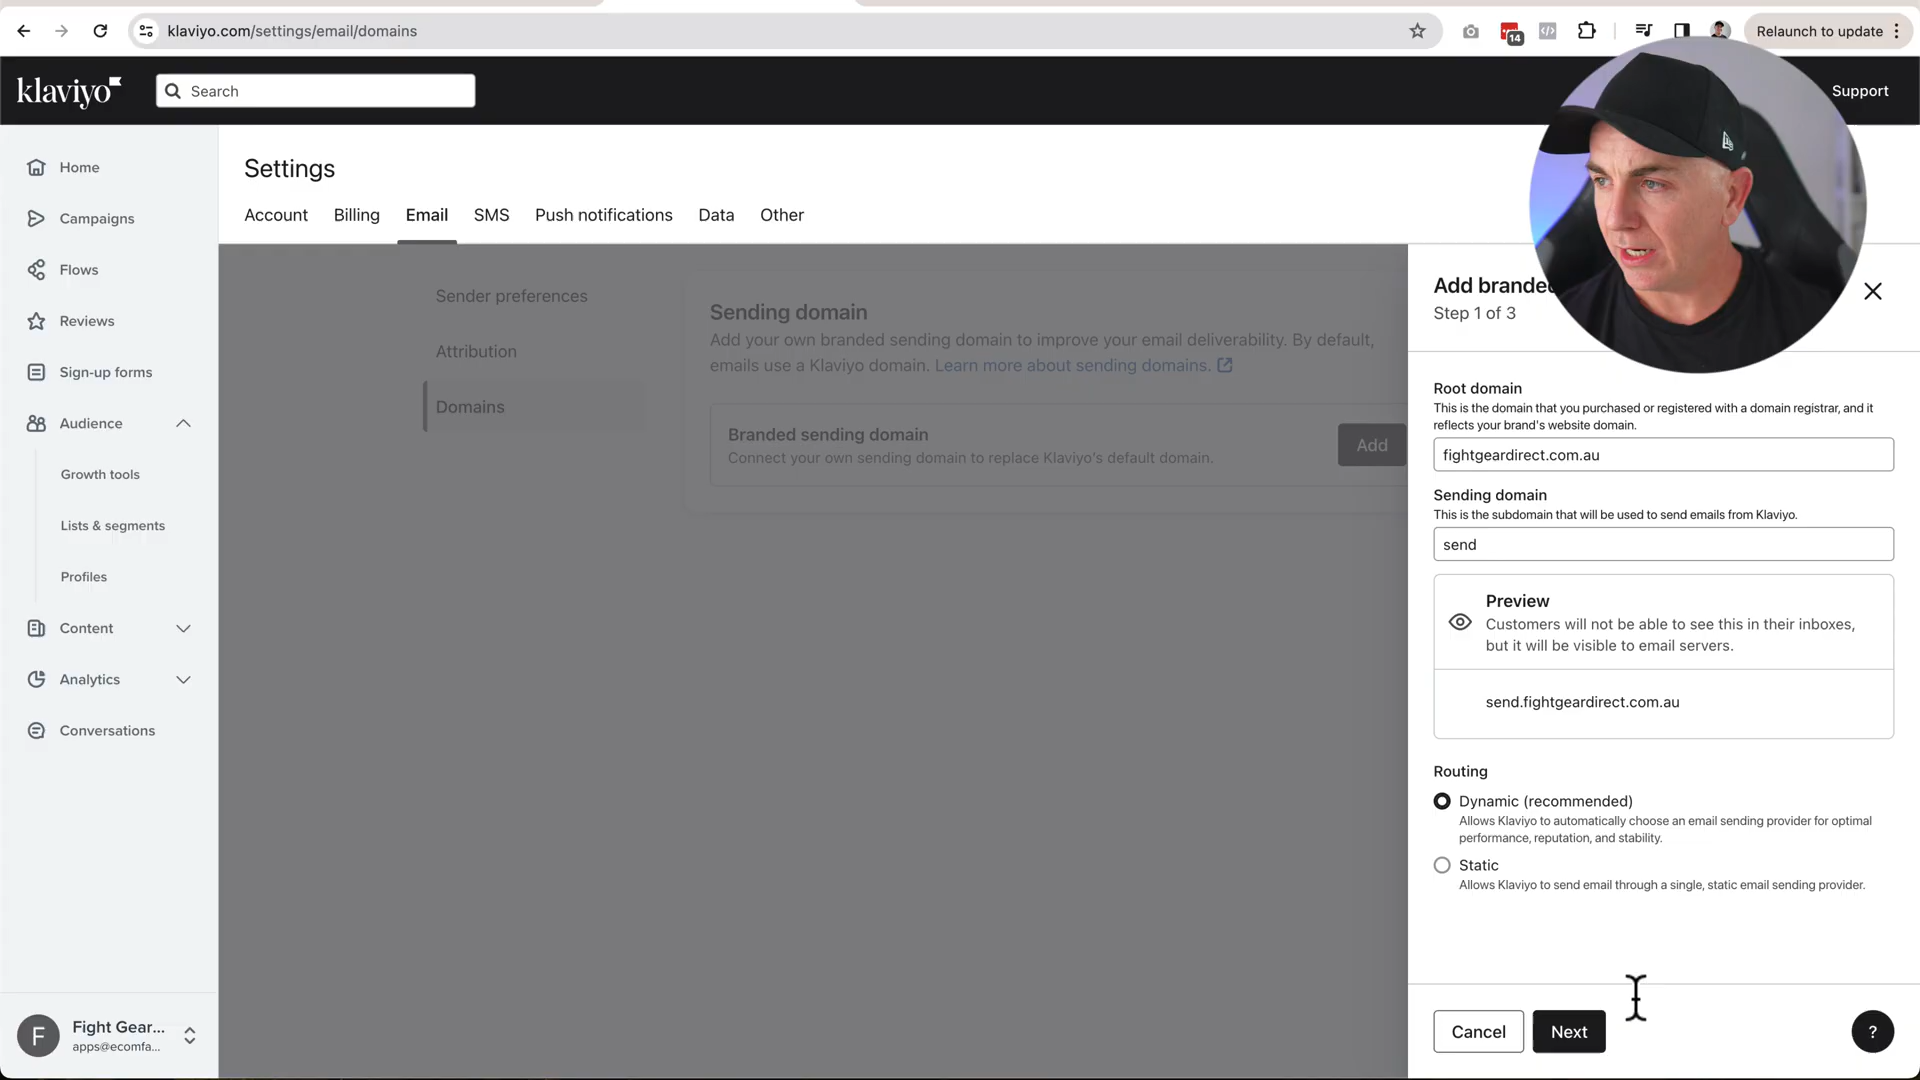 klaviyo.com/settings/email/domains
14
Relaunch to update
klaviyo
Search
Support
Home
Campaigns
Flows
Reviews
Sign-up forms
Audience
Growth tools
Lists & segments
Profiles
Content
Analytics
Conversations
F
Fight Gear...
apps@ecomfa...
Settings
Account
Billing
Email
SMS
Push notifications
Data
Other
Sender preferences
Attribution
Domains
Sending domain
Add your own branded sending domain to improve your email deliverability. By default,
emails use a Klaviyo domain. Learn more about sending domains.
Branded sending domain
Connect your own sending domain to replace Klaviyo's default domain.
Add
Add branded
Step 1 of 3
Root domain
This is the domain that you purchased or registered with a domain registrar, and it
reflects your brand's website domain.
fightgeardirect.com.au
Sending domain
This is the subdomain that will be used to send emails from Klaviyo.
send
Preview
Customers will not be able to see this in their inboxes,
but it will be visible to email servers.
send.fightgeardirect.com.au
Routing
Dynamic (recommended)
Allows Klaviyo to automatically choose an email sending provider for optimal
performance, reputation, and stability.
Static
Allows Klaviyo to send email through a single, static email sending provider.
Cancel
Next
?